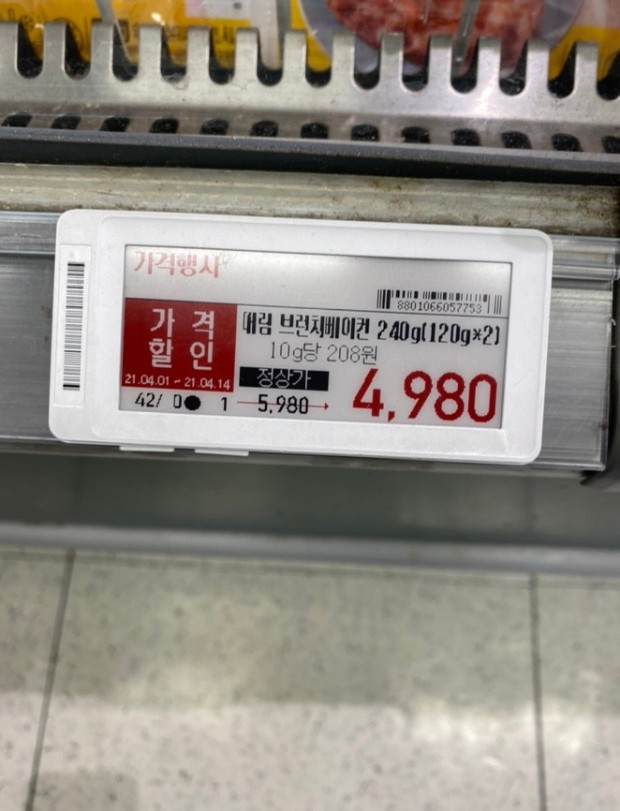 가격행사
8801066057753
가격
할인
21.04.01 ~ 21.04.14
대림 브런치베이컨 240g(120g*2)
10g당 208원
정상가
42/ 0● 1
5,980
4,980